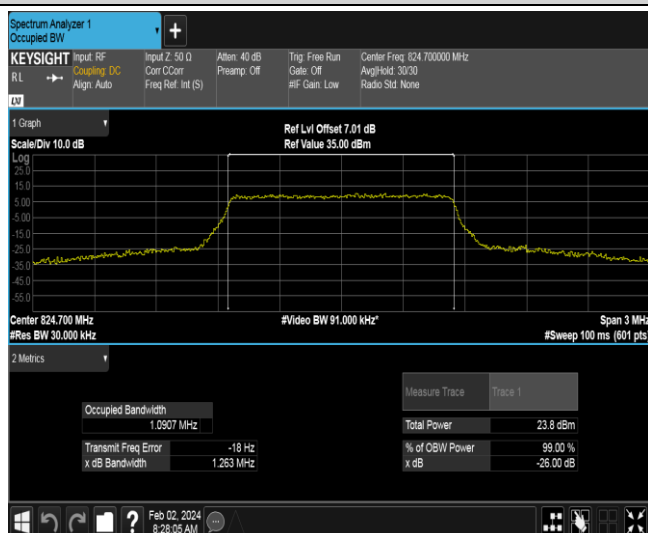 Spectrum Analyzer 1
Occupied BW
+
KEYSIGHT Input: RF Input Z: 50 Ω Atten: 40 dB Trig: Free Run Center Freq: 824.700000 MHz
RL Coupling: DC Corr CCorr Preamp: Off Gate: Off Avg|Hold: 30/30
Align: Auto Freq Ref: Int (S) #IF Gain: Low Radio Std: None
LXI
1 Graph Ref Lvl Offset 7.01 dB
Scale/Div 10.0 dB Ref Value 35.00 dBm
Log
25.0
15.0
5.00
-5.00
-15.0
-25.0
-35.0
-45.0
-55.0
Center 824.700 MHz #Video BW 91.000 kHz* Span 3 MHz
#Res BW 30.000 kHz #Sweep 100 ms (601 pts)
2 Metrics
Measure Trace Trace 1
Occupied Bandwidth
1.0907 MHz Total Power 23.8 dBm
Transmit Freq Error -18 Hz % of OBW Power 99.00 %
x dB Bandwidth 1.263 MHz x dB -26.00 dB
? Feb 02, 2024
8:28:05 AM